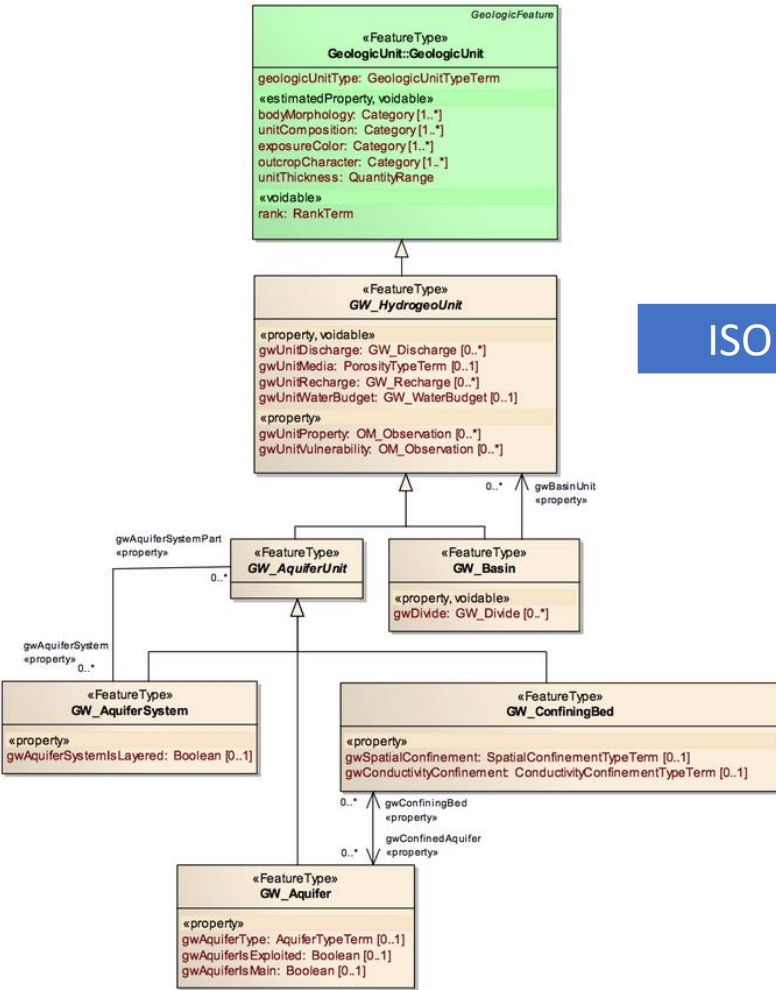 GeologicFeature
«FeatureType»
GeologicUnit::GeologicUnit
geologicUnitType: GeologicUnitTypeTerm
«estimatedProperty, voidable»
bodyMorphology: Category [1..*]
unitComposition: Category [1..*]
exposureColor: Category [1..*]
outcropCharacter: Category [1..*]
unitThickness: QuantityRange
«voidable»
rank: RankTerm
«FeatureType»
GW_HydrogeoUnit
«property, voidable»
gwUnitDischarge: GW_Discharge [0..*]
gwUnitMedia: PorosityTypeTerm [0..1]
gwUnitRecharge: GW_Recharge [0..*]
gwUnitWaterBudget: GW_WaterBudget [0..1]
«property»
gwUnitProperty: OM_Observation [0..*]
gwUnitVulnerability: OM_Observation [0..*]
ISO
0..*
gwBasinUnit
«property»
gwAquiferSystemPart
«property»
0..*
«FeatureType»
GW_AquiferUnit
«FeatureType»
GW_Basin
«property, voidable»
gwDivide: GW_Divide [0..*]
gwAquiferSystem
«property»
0..*
«FeatureType»
GW_AquiferSystem
«property»
gwAquiferSystemIsLayered: Boolean [0..1]
«FeatureType»
GW_ConfiningBed
«property»
gwSpatialConfinement: SpatialConfinementTypeTerm [0..1]
gwConductivityConfinement: ConductivityConfinementTypeTerm [0..1]
0..*
gwConfiningBed
«property»
gwConfinedAquifer
0..*
«property»
«FeatureType»
GW_Aquifer
«property»
gwAquiferType: AquiferTypeTerm [0..1]
gwAquiferIsExploited: Boolean [0..1]
gwAquiferIsMain: Boolean [0..1]